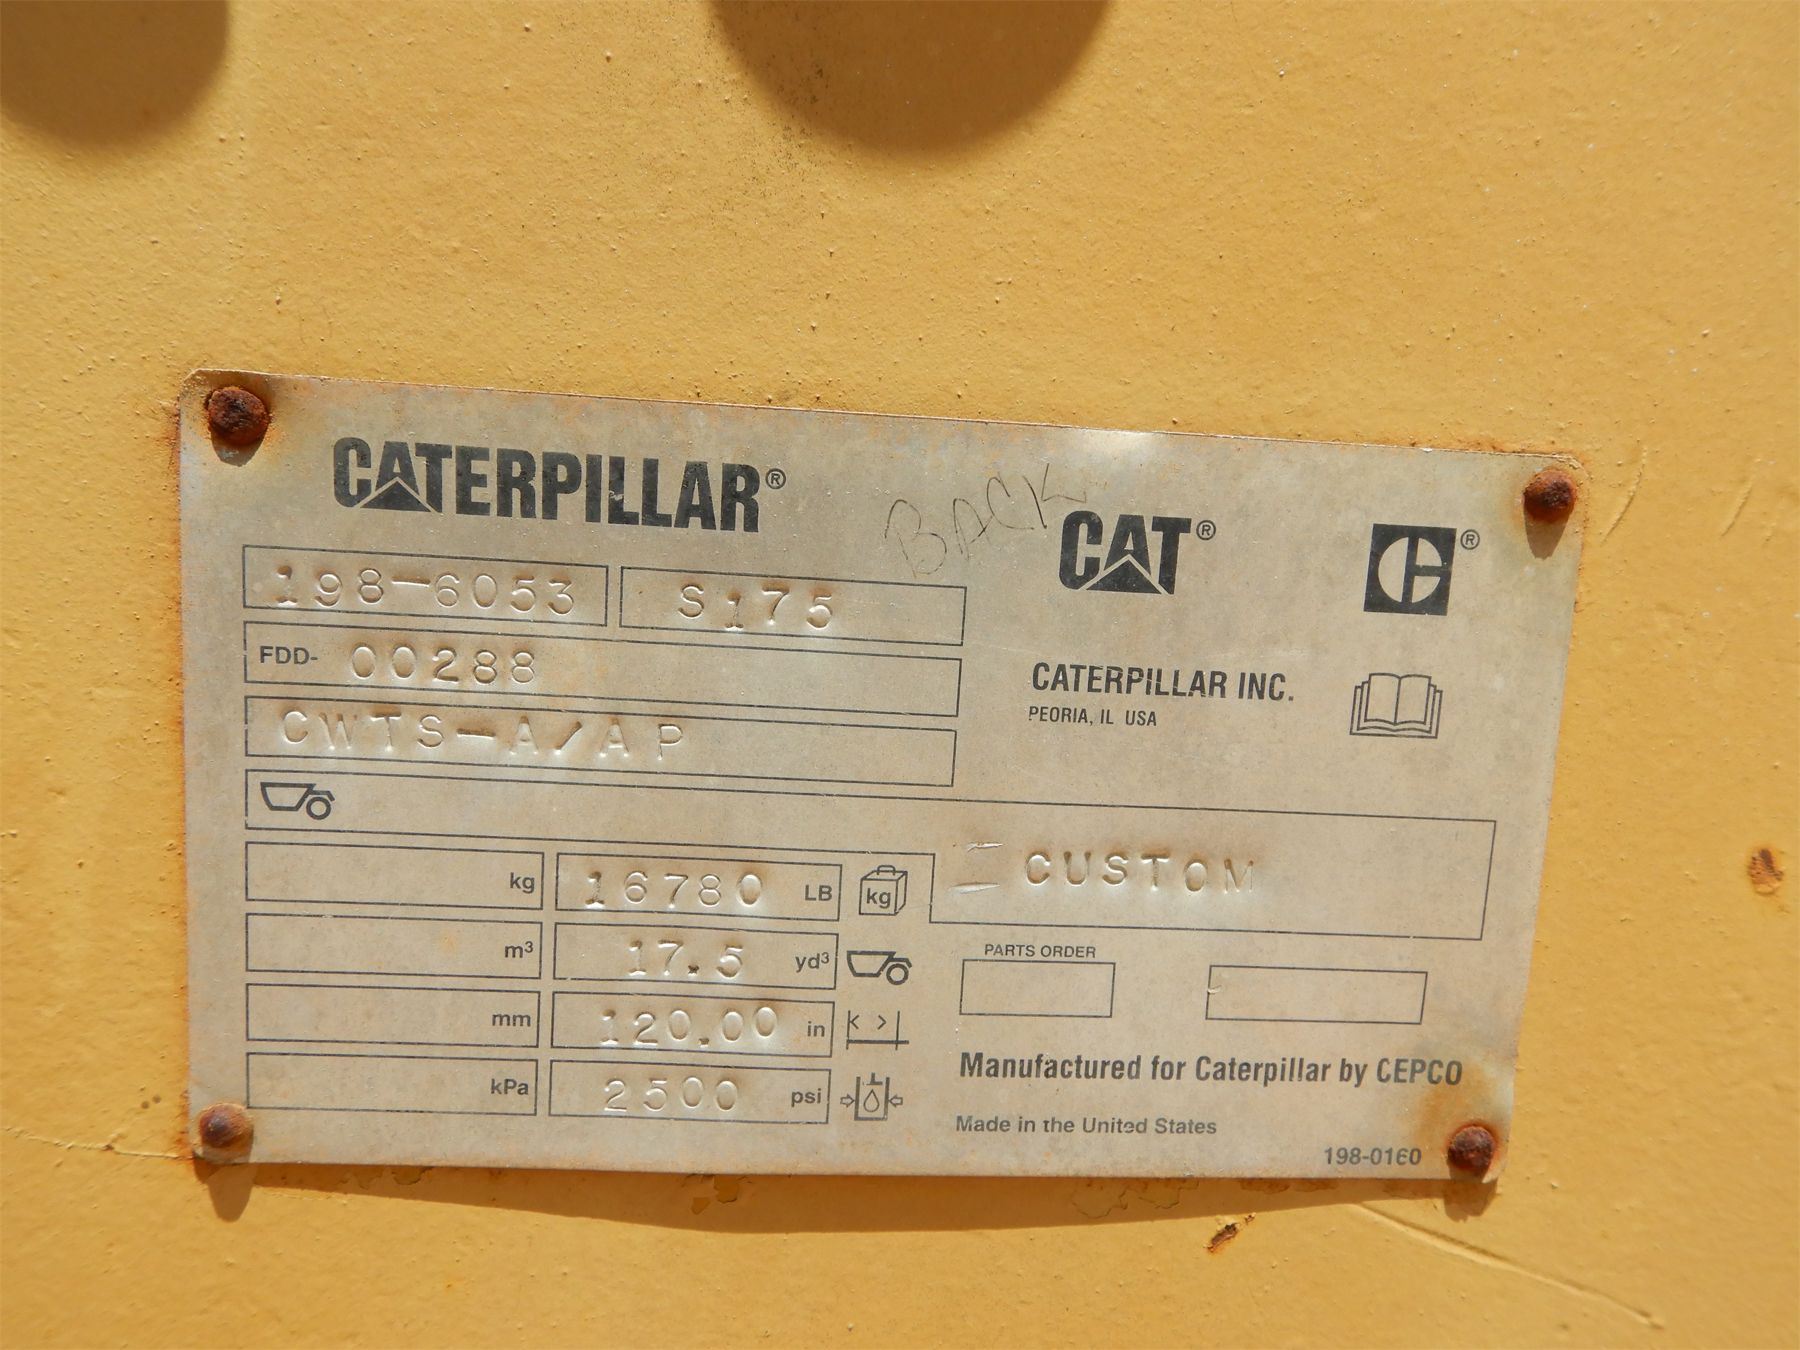 CATERPILLAR®
BACK
CAT®
®
198-6053 S175
FDD- 00288
CWTS-A/AP
CATERPILLAR INC.
PEORIA, IL USA
CUSTOM
kg 16780 LB kg
m³ 17.5 yd³
mm 120.00 in
kPa 2500 psi
PARTS ORDER
Manufactured for Caterpillar by CEPCO
Made in the United States
198-0160